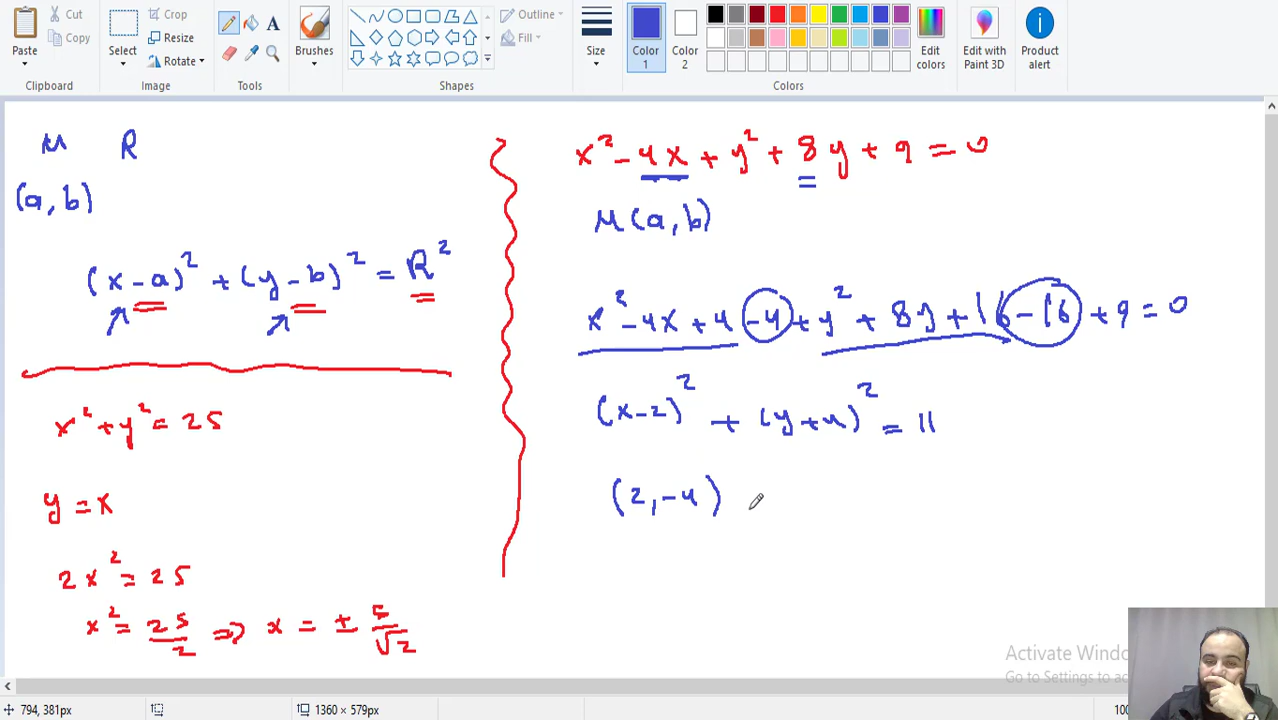 Paste
Cut
Copy
Clipboard
Select
Crop
Resize
Rotate
Image
Tools
Brushes
Shapes
Outline
Fill
Size
Color 1
Color 2
Colors
Edit colors
Edit with Paint 3D
Product alert
M R
(a, b)
(x - a)² + (y - b)² = R²
x² + y² = 25
y = x
2x² = 25
x² = 25/2 ⇒ x = ± 5/√2
x² - 4x + y² + 8y + 9 = 0
M(a, b)
x² - 4x + 4 - 4 + y² + 8y + 16 - 16 + 9 = 0
(x - 2)² + (y + 4)² = 11
(2, -4)
Activate Windo
Go to Settings to activa
794, 381px
1360 × 579px
100